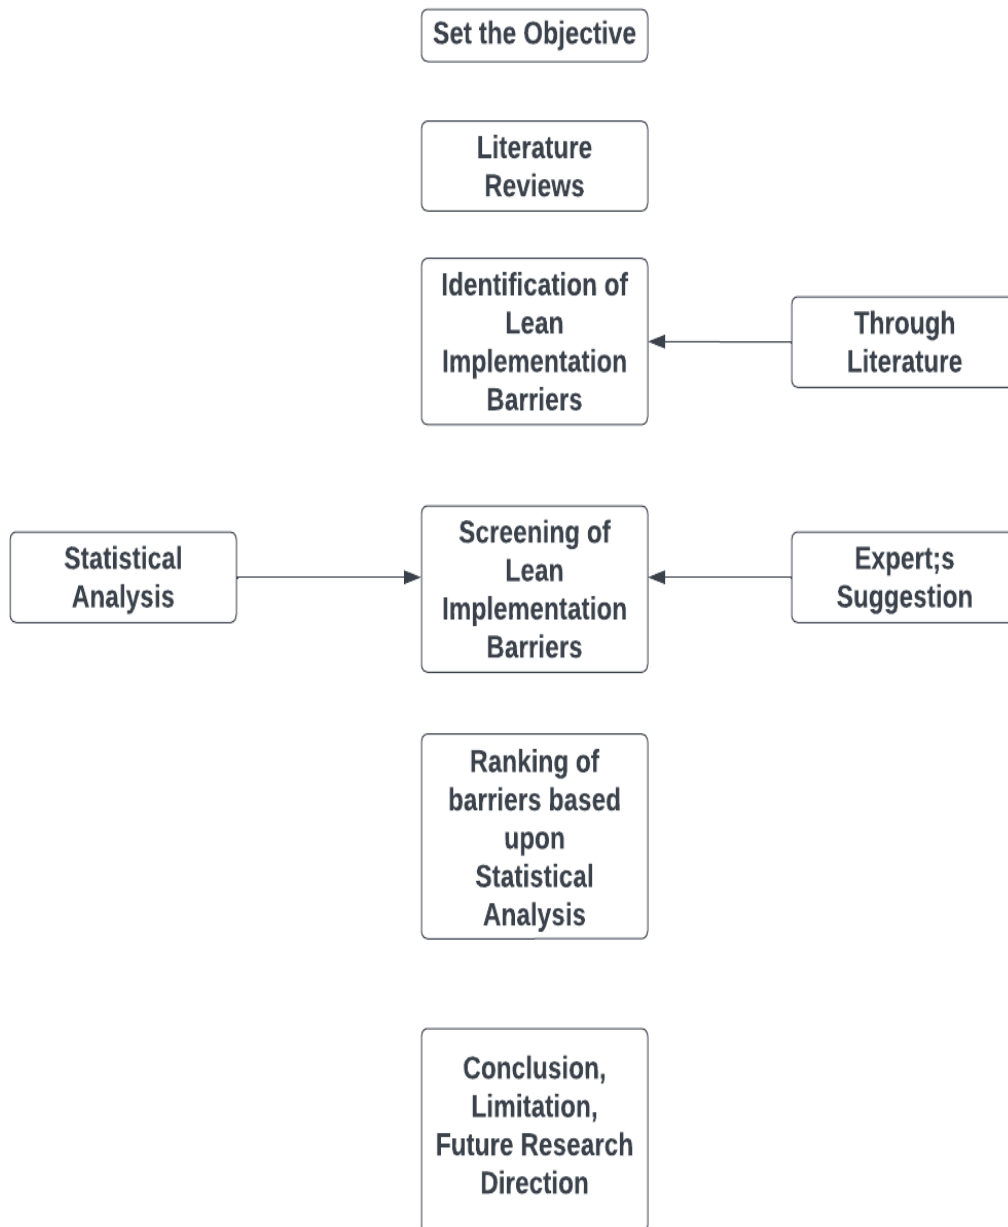 Set the Objective
Literature
Reviews
Identification of
Lean
Implementation
Barriers
Through
Literature
Statistical
Analysis
Screening of
Lean
Implementation
Barriers
Expert;s
Suggestion
Ranking of
barriers based
upon
Statistical
Analysis
Conclusion,
Limitation,
Future Research
Direction